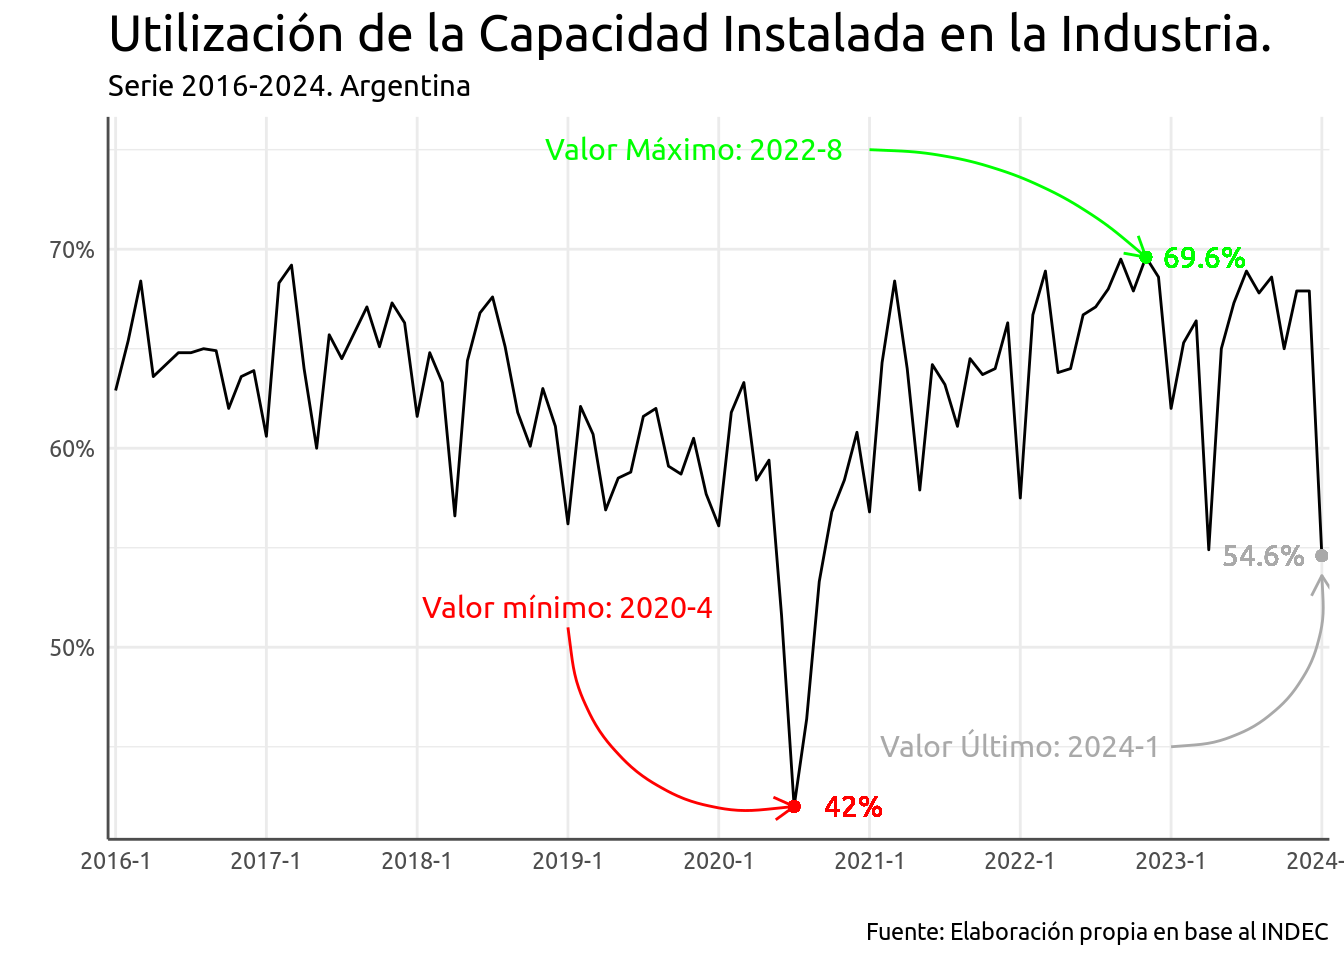 Utilización de la Capacidad Instalada en la Industria.
Serie 2016-2024. Argentina
Valor Máximo: 2022-8
70%
69.6%
60%
54.6%
Valor mínimo: 2020-4
50%
Valor Último: 2024-1
42%
2016-1 2017-1 2018-1 2019-1 2020-1 2021-1 2022-1 2023-1 2024-
Fuente: Elaboración propia en base al INDEC